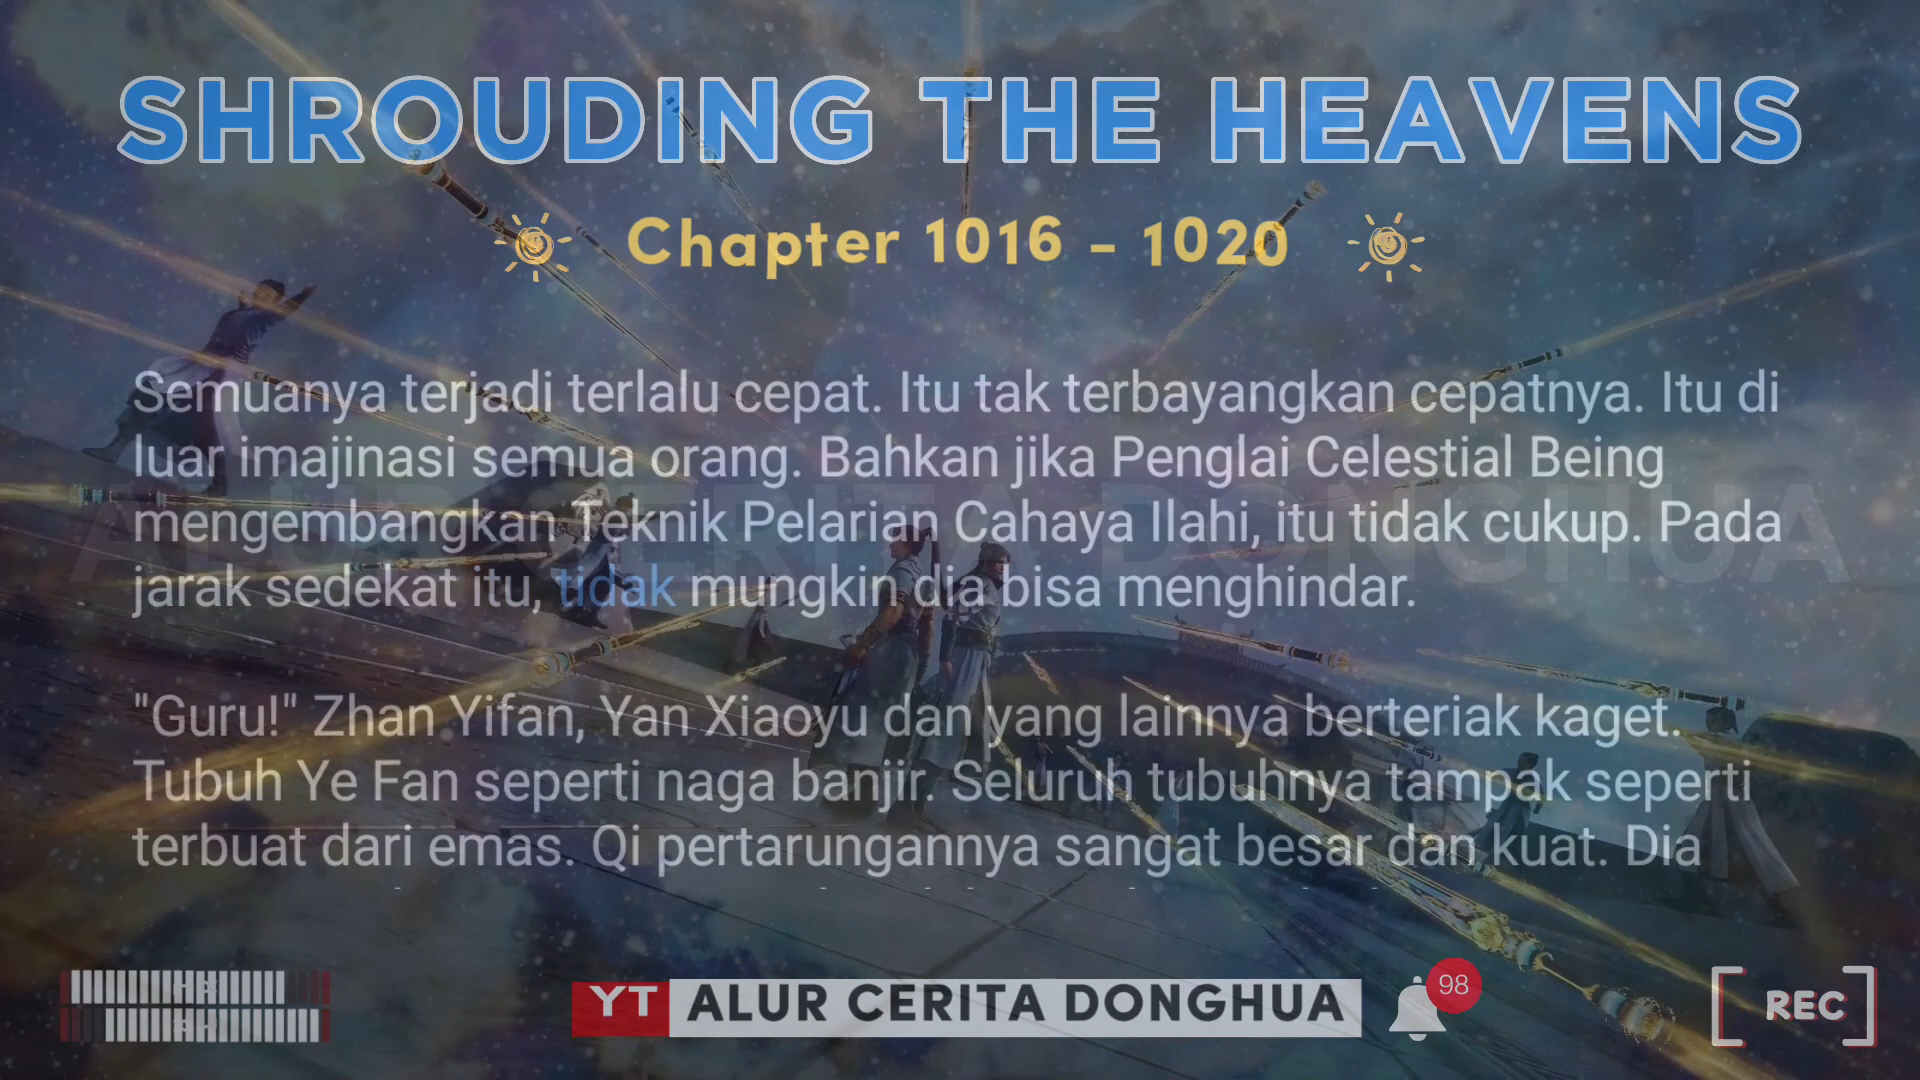 SHROUDING THE HEAVENS
Chapter 1016 - 1020
Semuanya terjadi terlalu cepat. Itu tak terbayangkan cepatnya. Itu di
luar imajinasi semua orang. Bahkan jika Penglai Celestial Being
ALUR CERITA DONGHUA
mengembangkan Teknik Pelarian Cahaya Ilahi, itu tidak cukup. Pada
jarak sedekat itu, tidak mungkin dia bisa menghindar.
"Guru!" Zhan Yifan, Yan Xiaoyu dan yang lainnya berteriak kaget.
Tubuh Ye Fan seperti naga banjir. Seluruh tubuhnya tampak seperti
terbuat dari emas. Qi pertarungannya sangat besar dan kuat. Dia
YT ALUR CERITA DONGHUA
98
REC